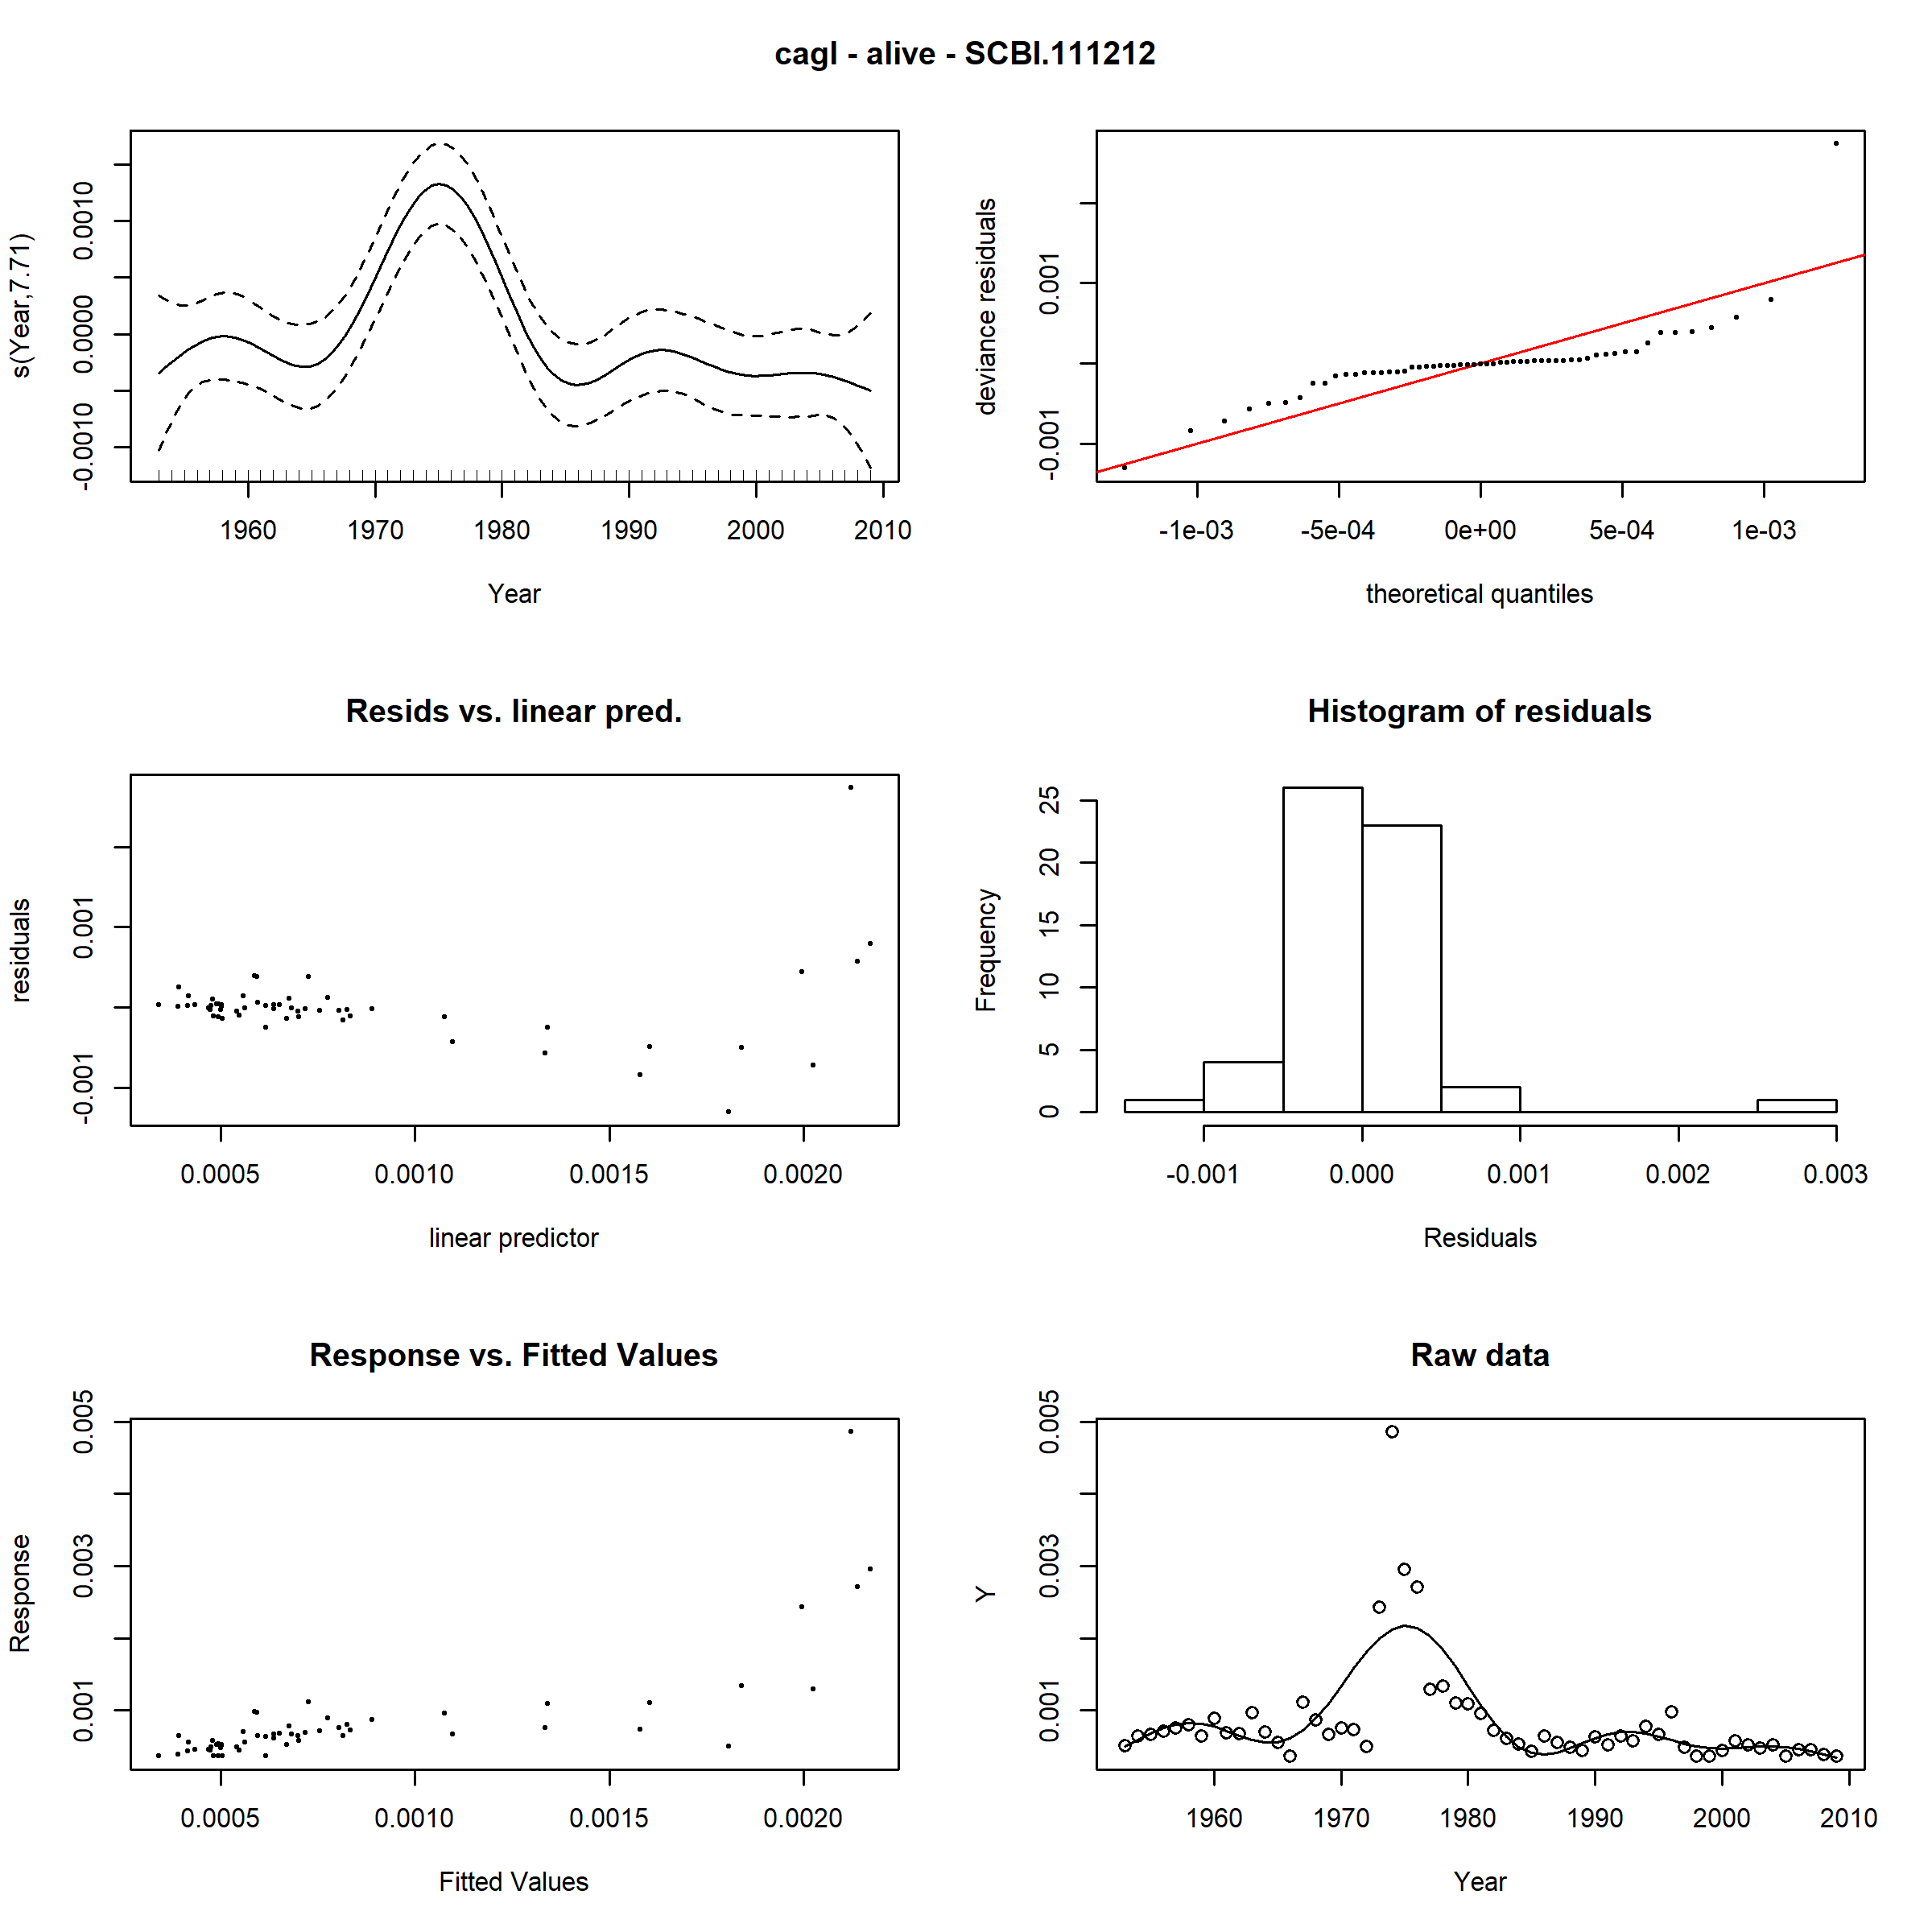 cagl - alive - SCBI.111212
s(Year,7.71)
-0.0010 0.0000 0.0010
1960 1970 1980 1990 2000 2010
Year
deviance residuals
-0.001 0.001
-1e-03 -5e-04 0e+00 5e-04 1e-03
theoretical quantiles
Resids vs. linear pred.
residuals
-0.001 0.001
0.0005 0.0010 0.0015 0.0020
linear predictor
Histogram of residuals
Frequency
0 5 10 15 20 25
-0.001 0.000 0.001 0.002 0.003
Residuals
Response vs. Fitted Values
Response
0.001 0.003 0.005
0.0005 0.0010 0.0015 0.0020
Fitted Values
Raw data
Y
0.001 0.003 0.005
1960 1970 1980 1990 2000 2010
Year